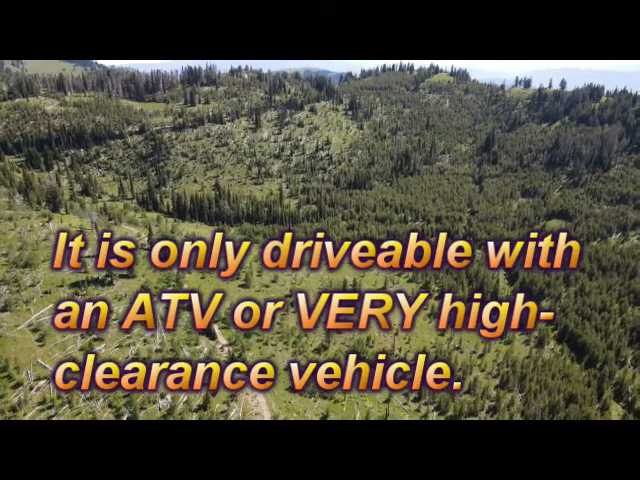 It is only driveable with
an ATV or VERY high-
clearance vehicle.